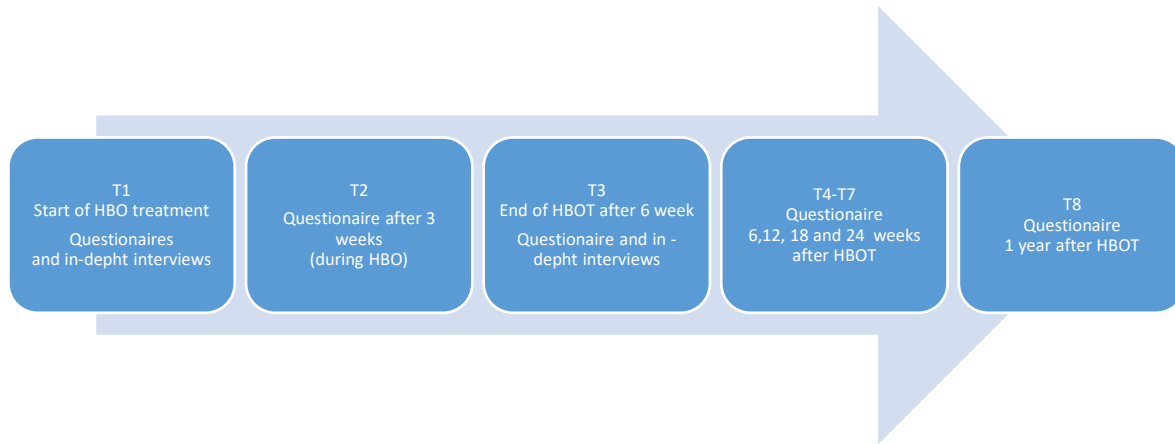 T1
Start of HBO treatment
Questionaires
and in-depht interviews
T2
Questionaire after 3
weeks
(during HBO)
T3
End of HBOT after 6 week
Questionaire and in -
depht interviews
T4-T7
Questionaire
6,12, 18 and 24  weeks
after HBOT
T8
Questionaire
1 year after HBOT